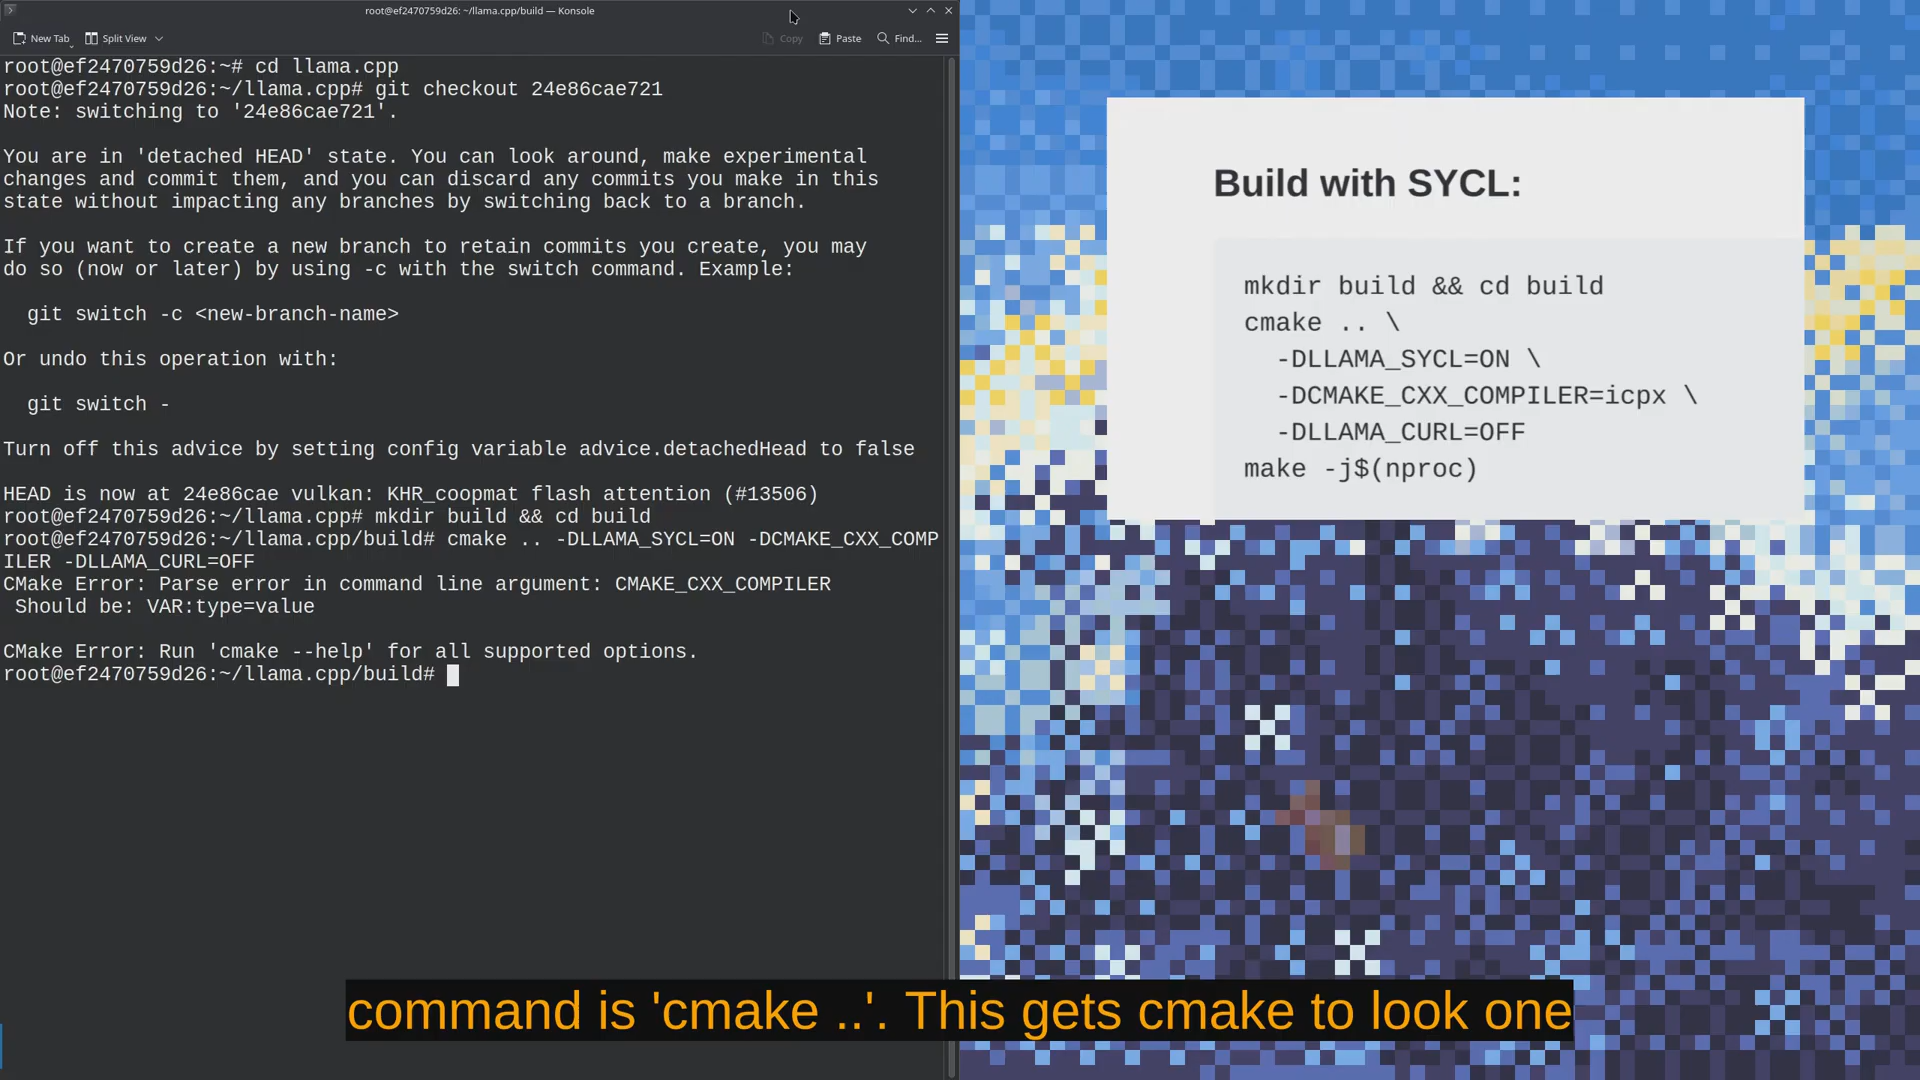 root@ef2470759d26: ~/llama.cpp/build — Konsole
New Tab
Split View
Copy
Paste
Find...
root@ef2470759d26:~# cd llama.cpp
root@ef2470759d26:~/llama.cpp# git checkout 24e86cae721
Note: switching to '24e86cae721'.
You are in 'detached HEAD' state. You can look around, make experimental
changes and commit them, and you can discard any commits you make in this
state without impacting any branches by switching back to a branch.
If you want to create a new branch to retain commits you create, you may
do so (now or later) by using -c with the switch command. Example:
git switch -c <new-branch-name>
Or undo this operation with:
git switch -
Turn off this advice by setting config variable advice.detachedHead to false
HEAD is now at 24e86cae vulkan: KHR_coopmat flash attention (#13506)
root@ef2470759d26:~/llama.cpp# mkdir build && cd build
root@ef2470759d26:~/llama.cpp/build# cmake .. -DLLAMA_SYCL=ON -DCMAKE_CXX_COMP
ILER -DLLAMA_CURL=OFF
CMake Error: Parse error in command line argument: CMAKE_CXX_COMPILER
Should be: VAR:type=value
CMake Error: Run 'cmake --help' for all supported options.
root@ef2470759d26:~/llama.cpp/build#
Build with SYCL:
mkdir build && cd build
cmake .. \
-DLLAMA_SYCL=ON \
-DCMAKE_CXX_COMPILER=icpx \
-DLLAMA_CURL=OFF
make -j$(nproc)
command is 'cmake ..'. This gets cmake to look one